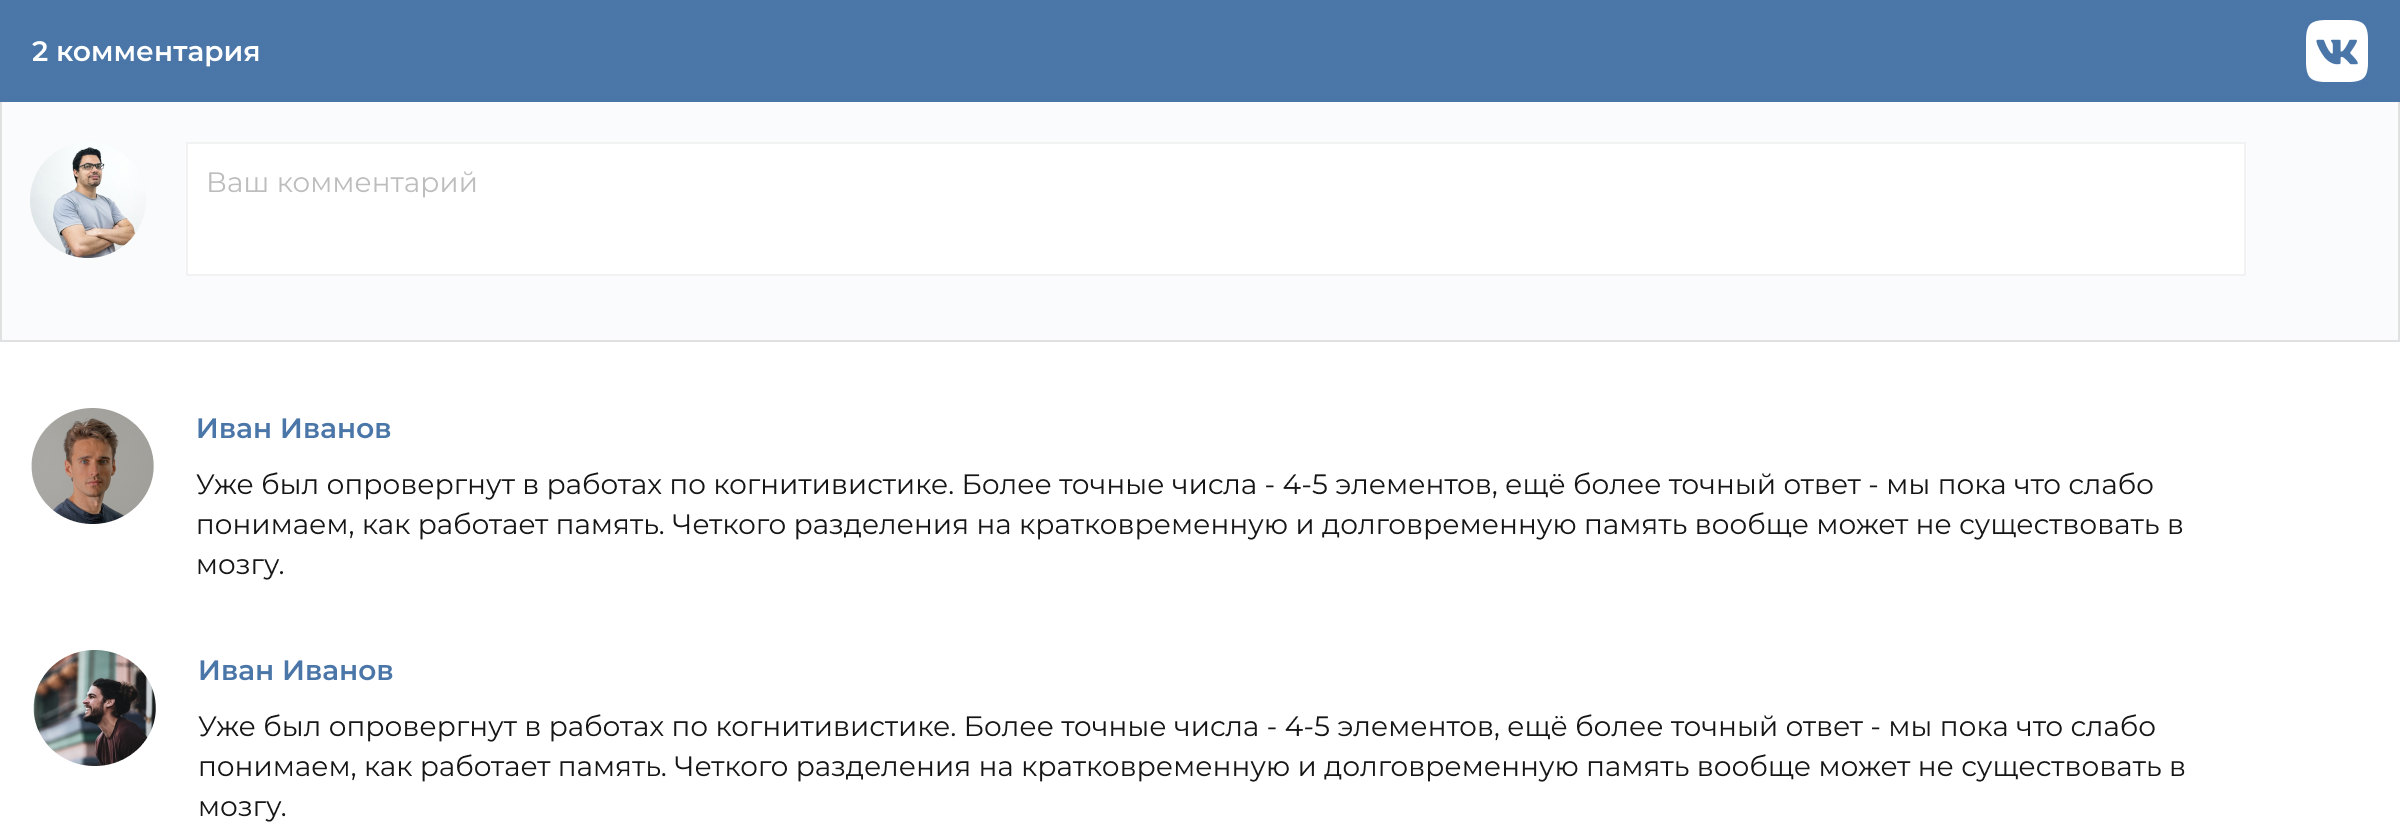 2 комментария
Ваш комментарий
Иван Иванов
Уже был опровергнут в работах по когнитивистике. Более точные числа - 4-5 элементов, ещё более точный ответ - мы пока что слабо
понимаем, как работает память. Четкого разделения на кратковременную и долговременную память вообще может не существовать в
мозгу.
Иван Иванов
Уже был опровергнут в работах по когнитивистике. Более точные числа - 4-5 элементов, ещё более точный ответ - мы пока что слабо
понимаем, как работает память. Четкого разделения на кратковременную и долговременную память вообще может не существовать в
мозгу.